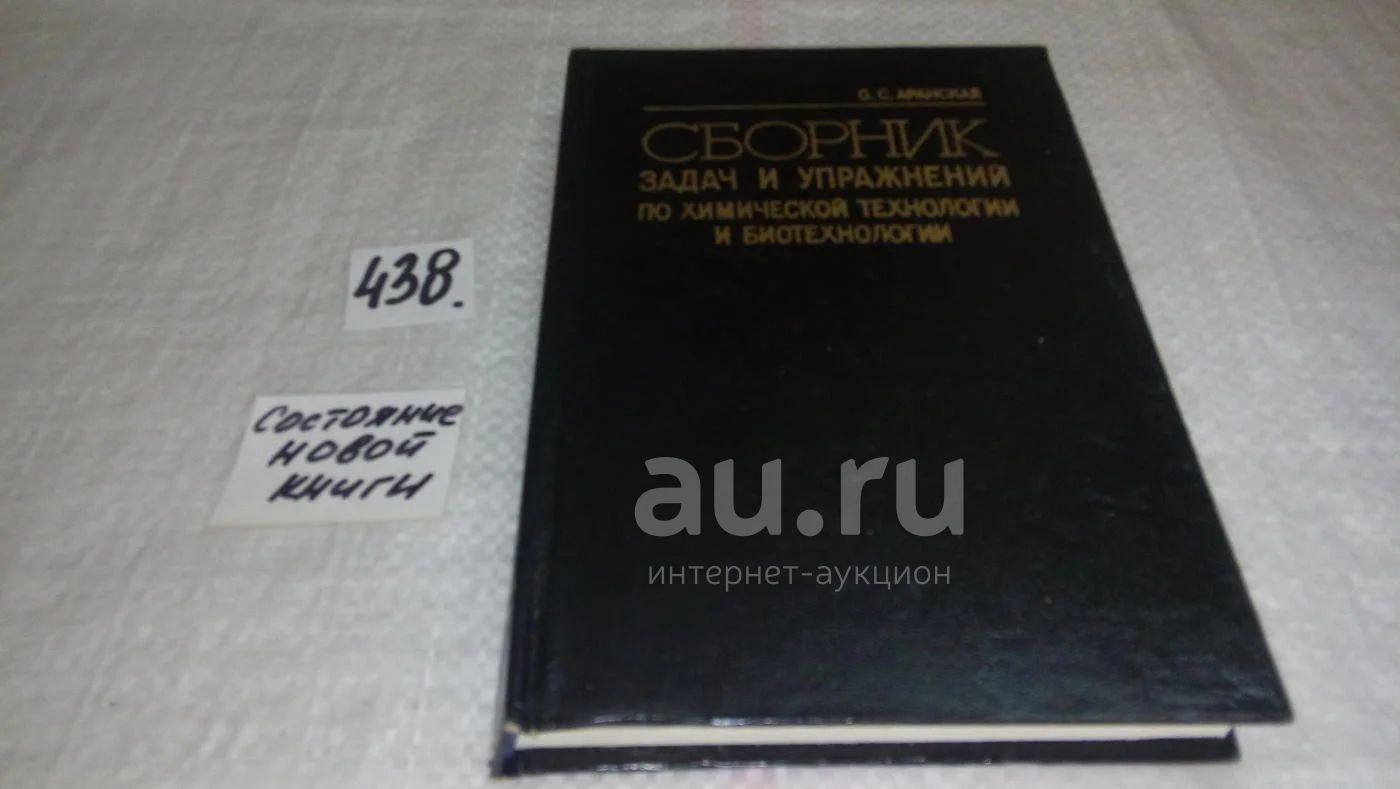 О. С. АРАНСКАЯ
СБОРНИК
ЗАДАЧ И УПРАЖНЕНИЙ
ПО ХИМИЧЕСКОЙ ТЕХНОЛОГИИ
И БИОТЕХНОЛОГИИ
438.
Состояние
новой
книги
au.ru
интернет-аукцион